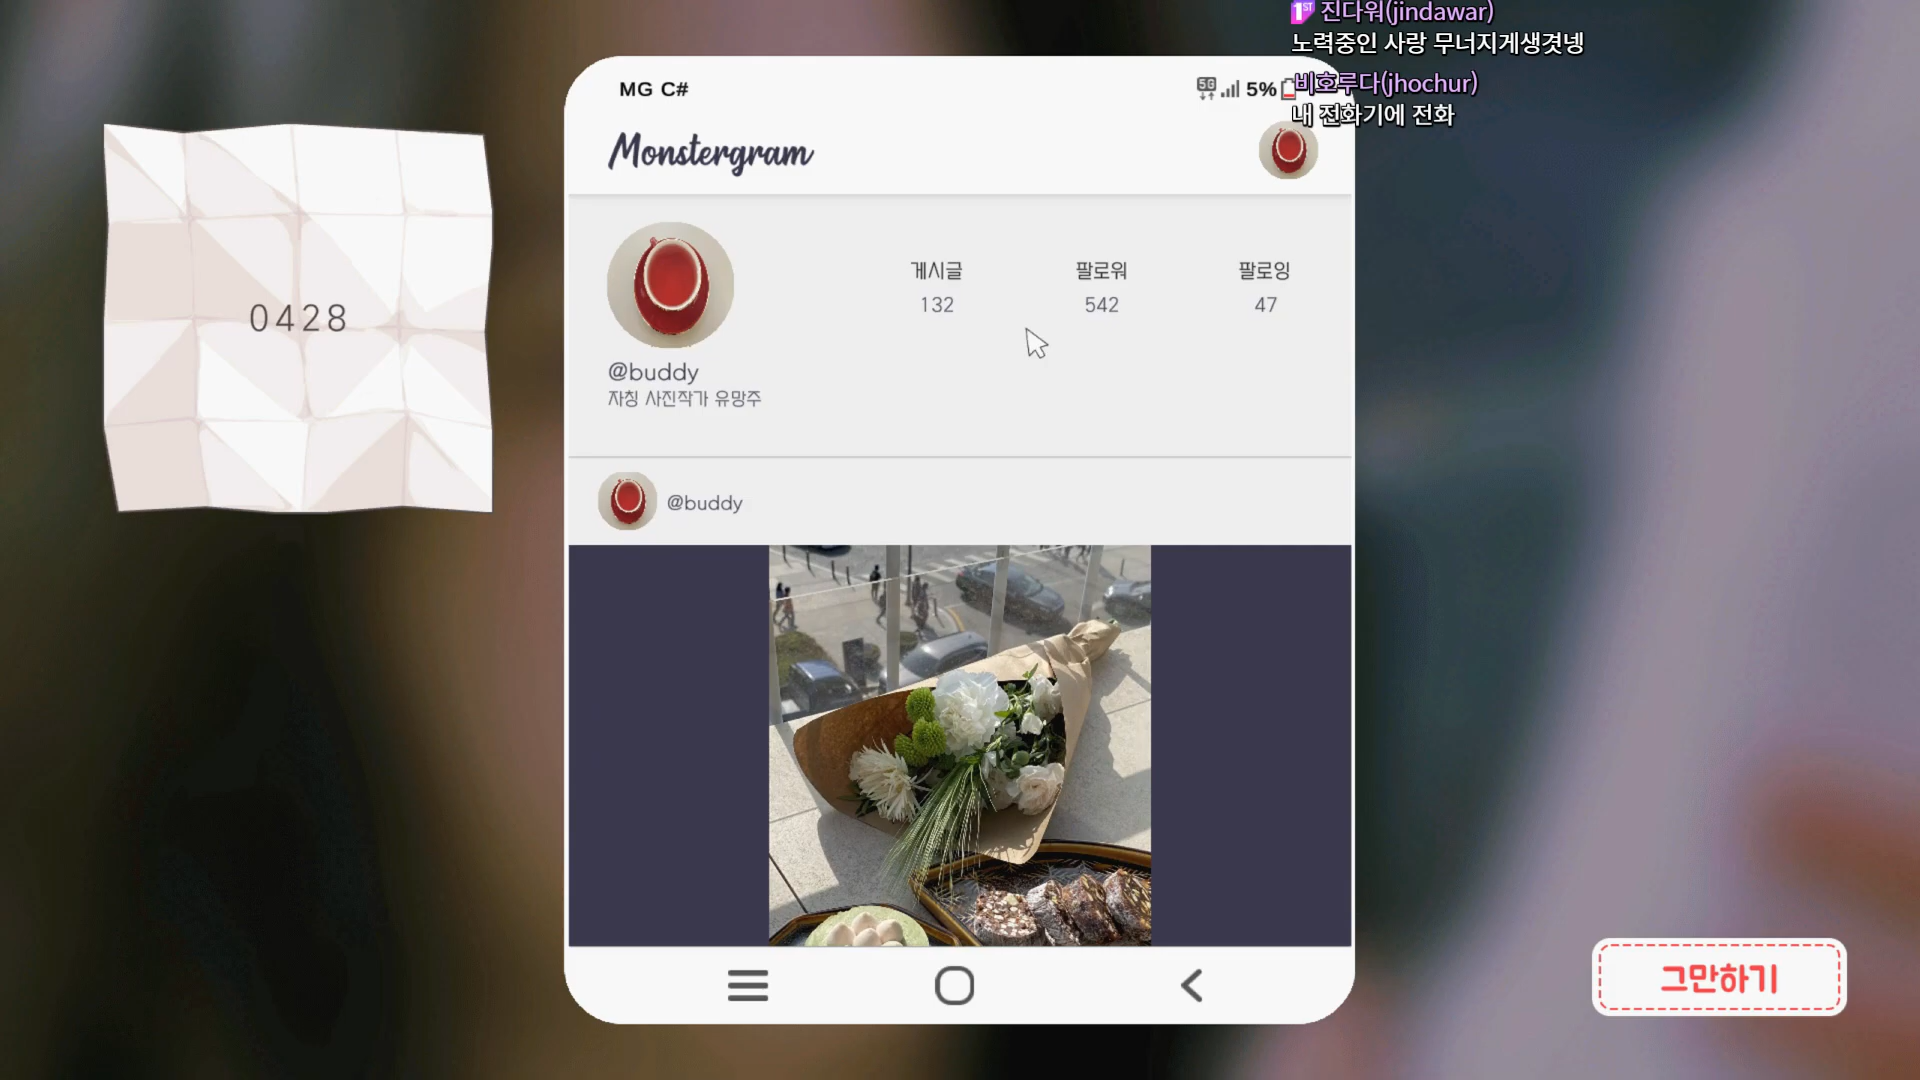 진다워(jindawar)
노력중인 사랑 무너지게생겻넹
비호루다(jhochur)
내 전화기에 전화
MG C#
5G
5%
Monstergram
게시글
팔로워
팔로잉
132
542
47
@buddy
자칭 사진작가 유망주
@buddy
0428
그만하기